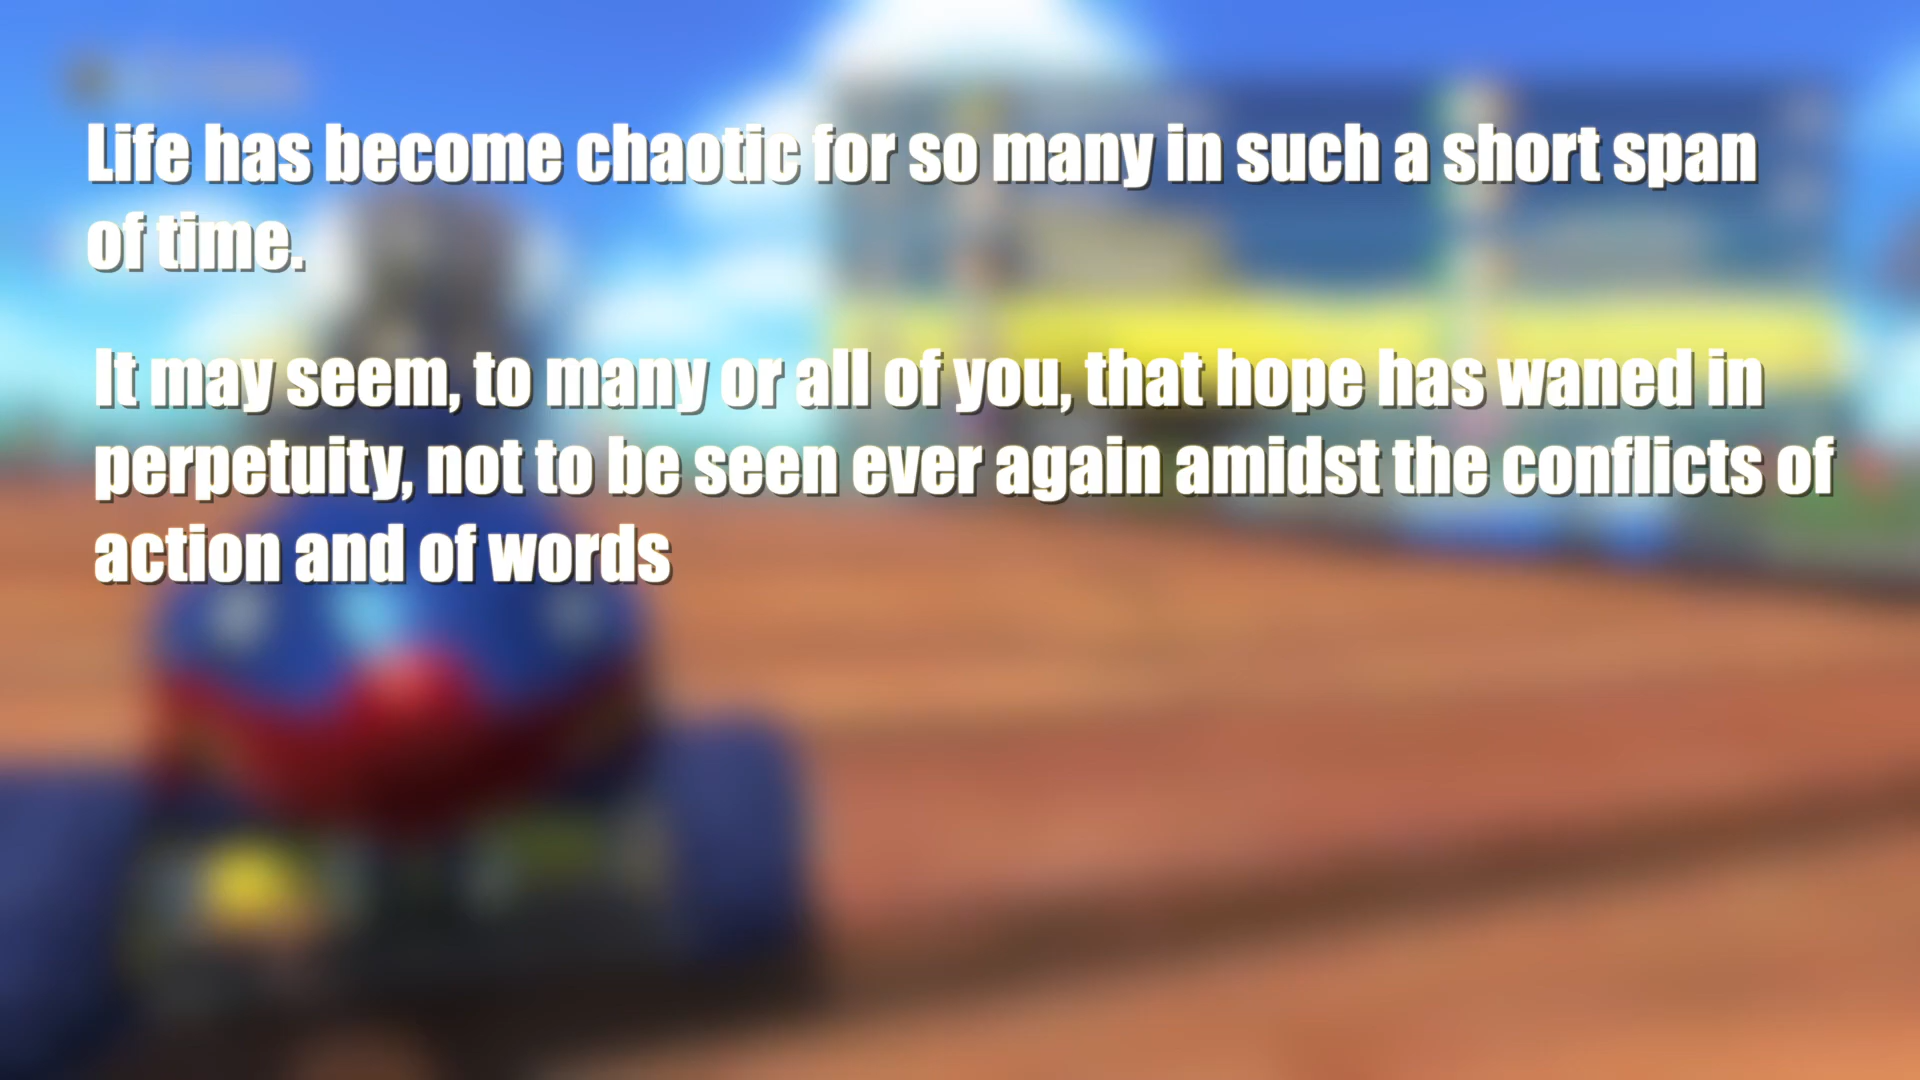 Life has become chaotic for so many in such a short span
of time.
It may seem, to many or all of you, that hope has waned in
perpetuity, not to be seen ever again amidst the conflicts of
action and of words